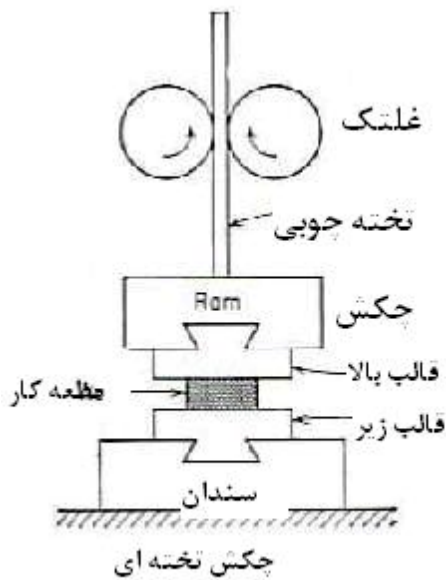 غلتک
تخته چوبی
Ram
چکش
قالب بالا
قطعه کار
قالب زیر
سندان
چکش تخته ای